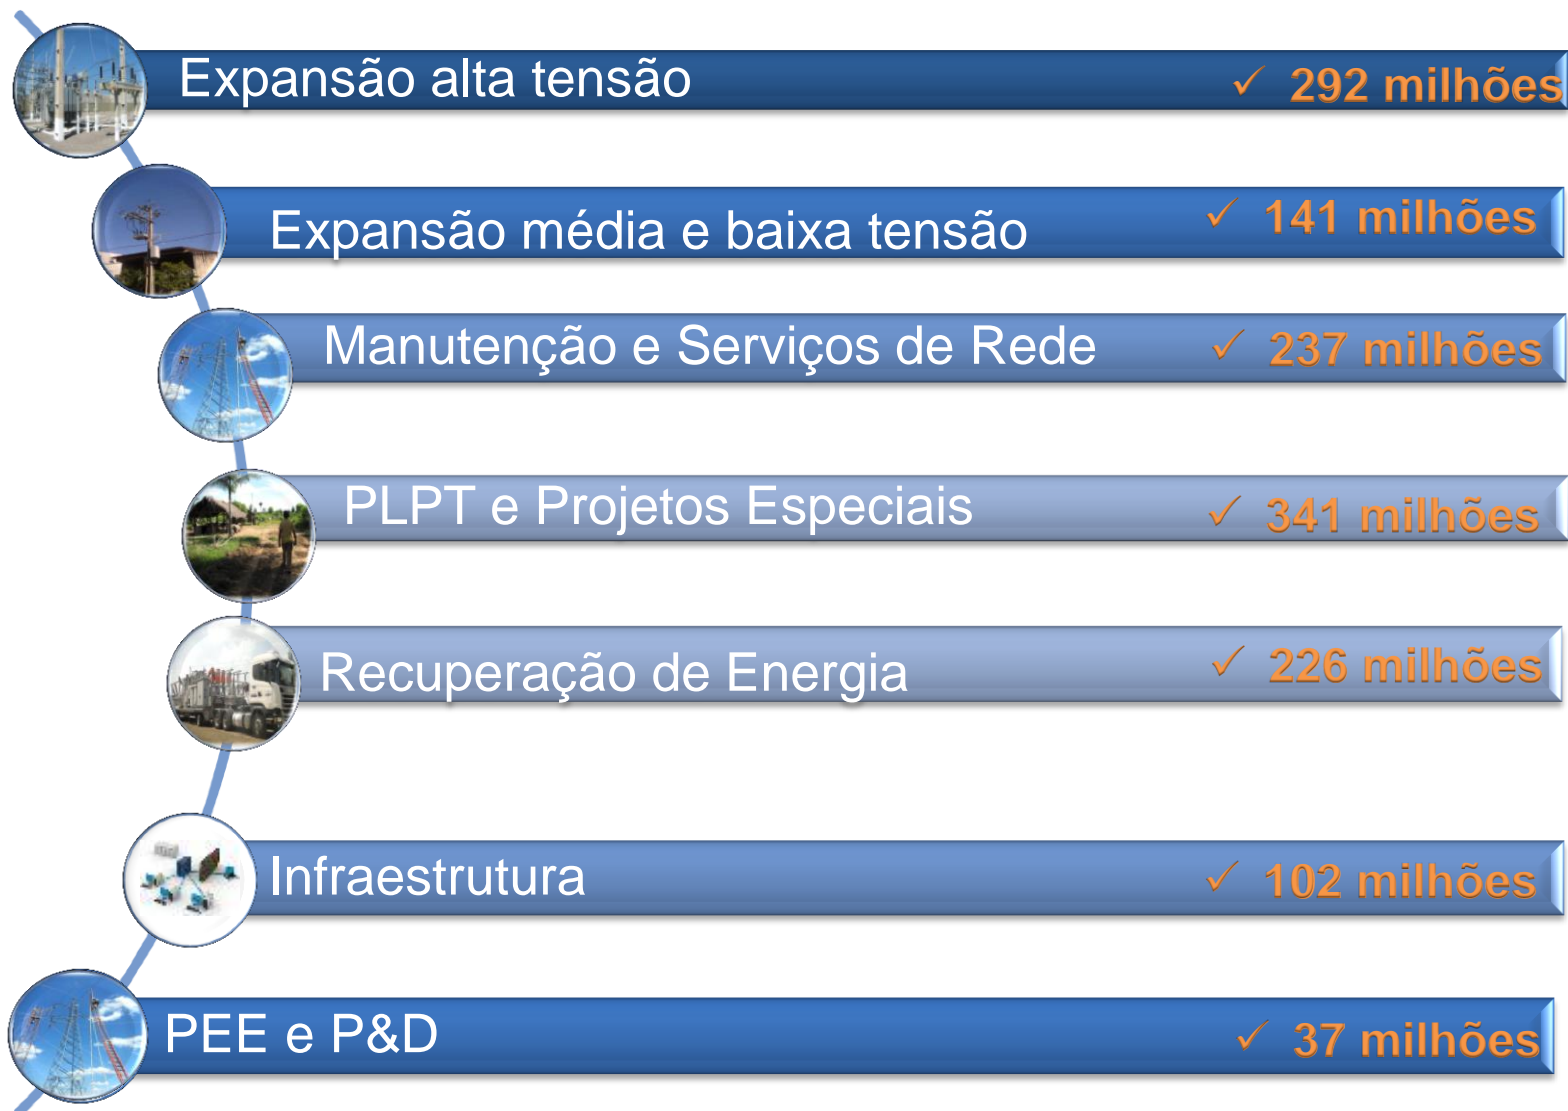 Expansão alta tensão ✓ 292 milhões
Expansão média e baixa tensão ✓ 141 milhões
Manutenção e Serviços de Rede ✓ 237 milhões
PLPT e Projetos Especiais ✓ 341 milhões
Recuperação de Energia ✓ 226 milhões
Infraestrutura ✓ 102 milhões
PEE e P&D ✓ 37 milhões